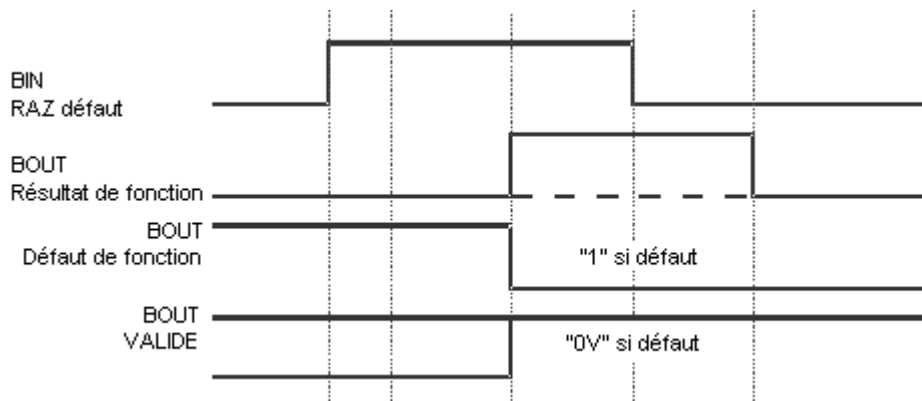 BIN
RAZ défaut
BOUT
Résultat de fonction
BOUT
Défaut de fonction
"1" si défaut
BOUT
VALIDE
"0V" si défaut